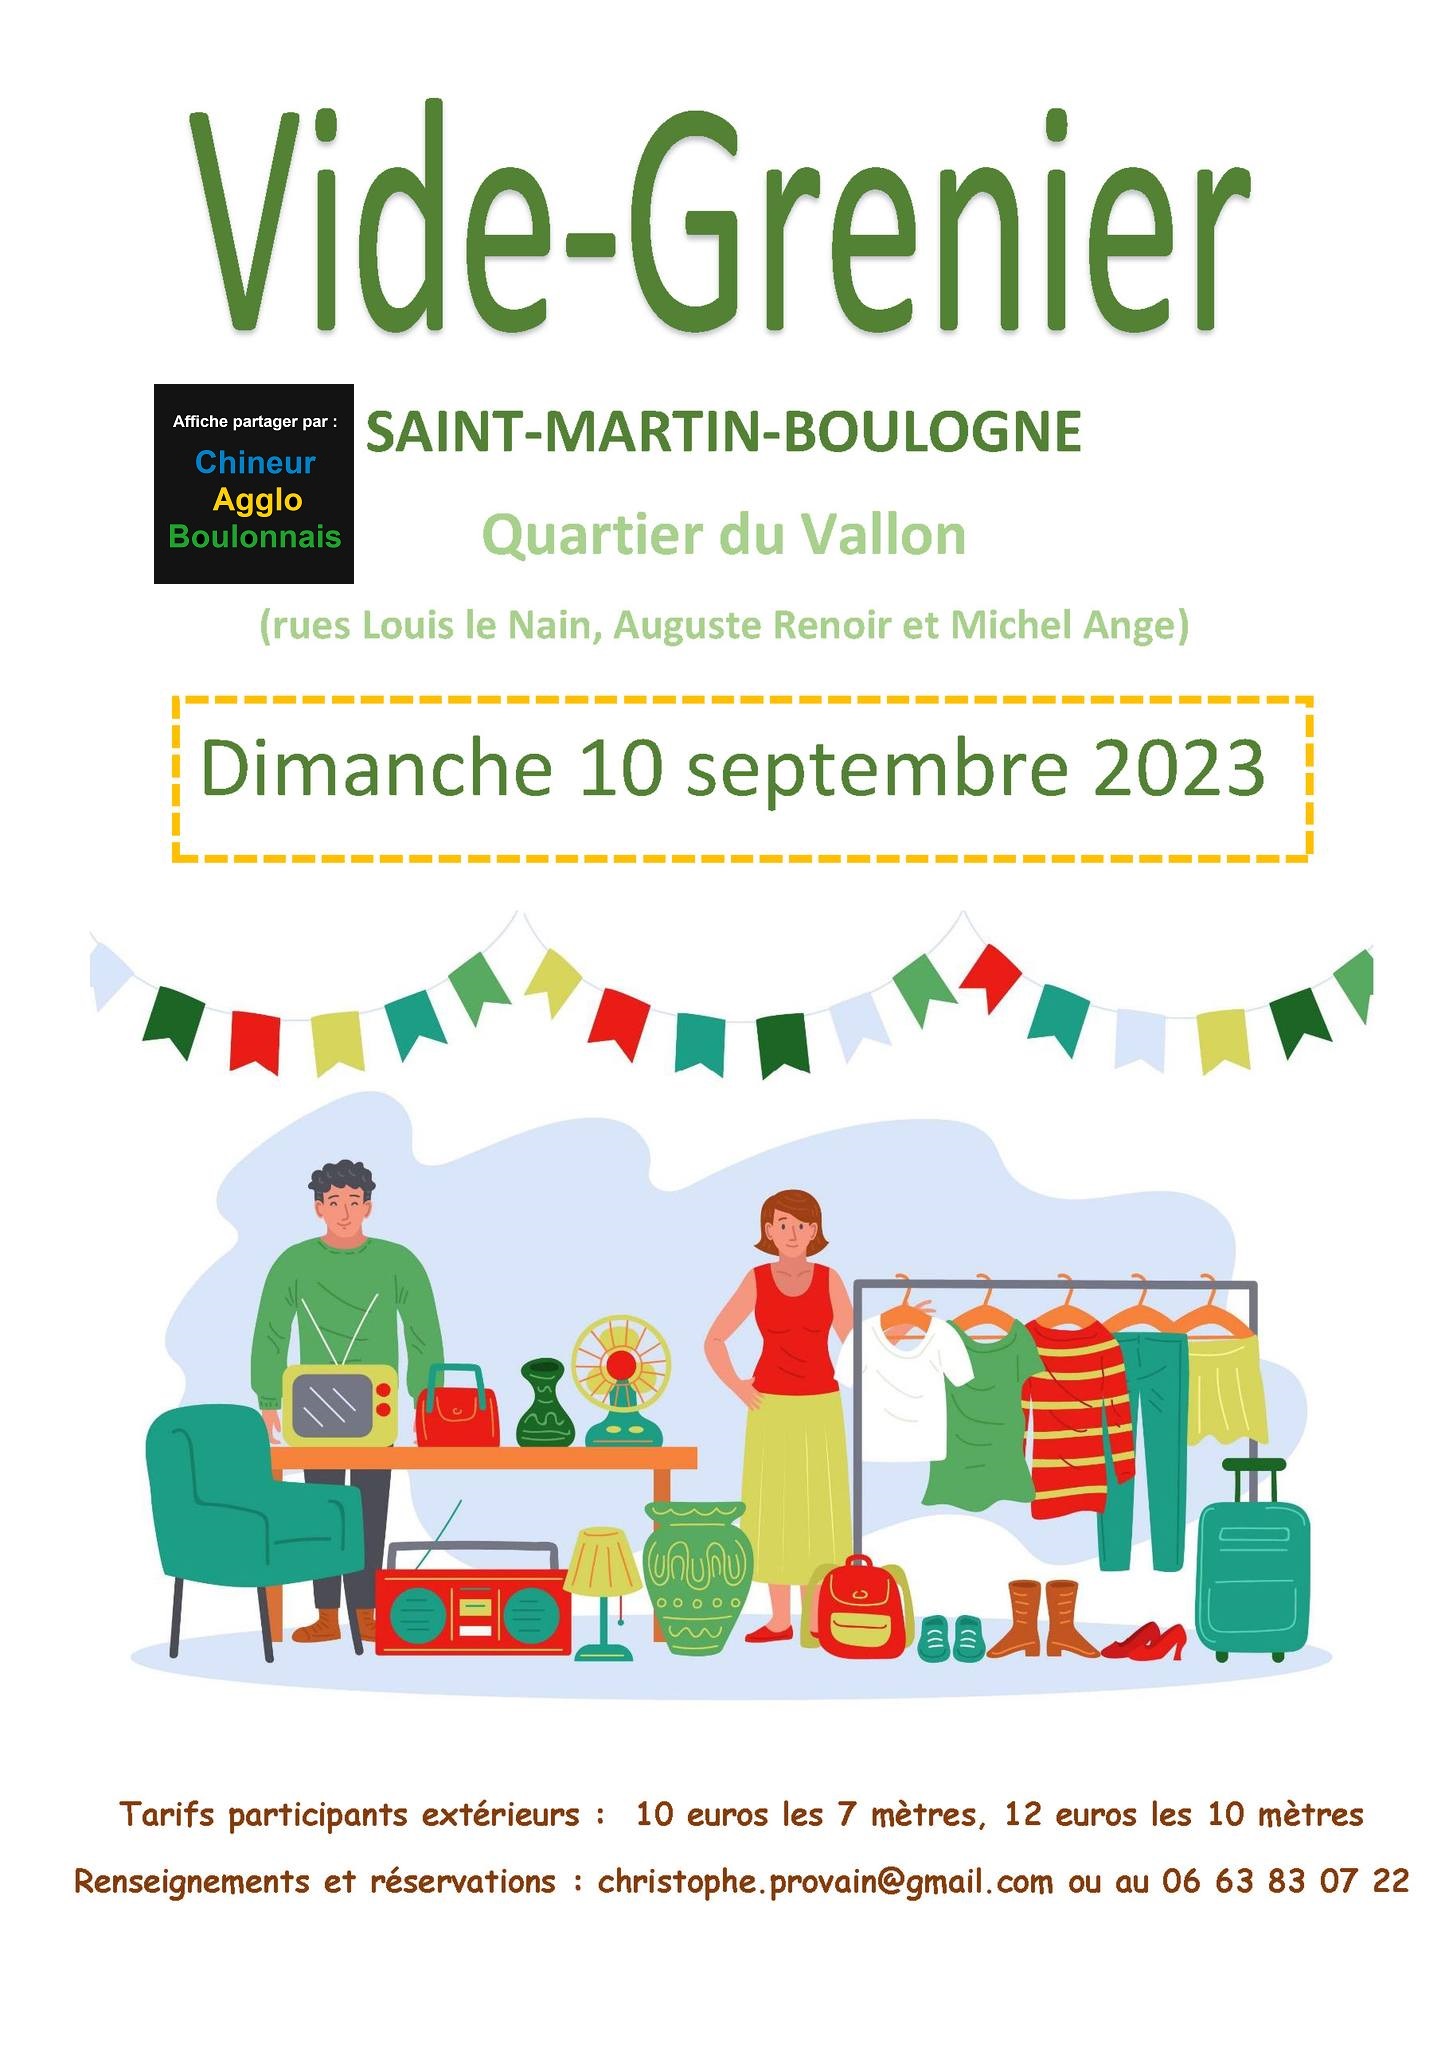 Vide-Grenier
Affiche partager par :
Chineur
Agglo
Boulonnais
SAINT-MARTIN-BOULOGNE
Quartier du Vallon
(rues Louis le Nain, Auguste Renoir et Michel Ange)
Dimanche 10 septembre 2023
Tarifs participants extérieurs : 10 euros les 7 mètres, 12 euros les 10 mètres
Renseignements et réservations : christophe.provain@gmail.com ou au 06 63 83 07 22